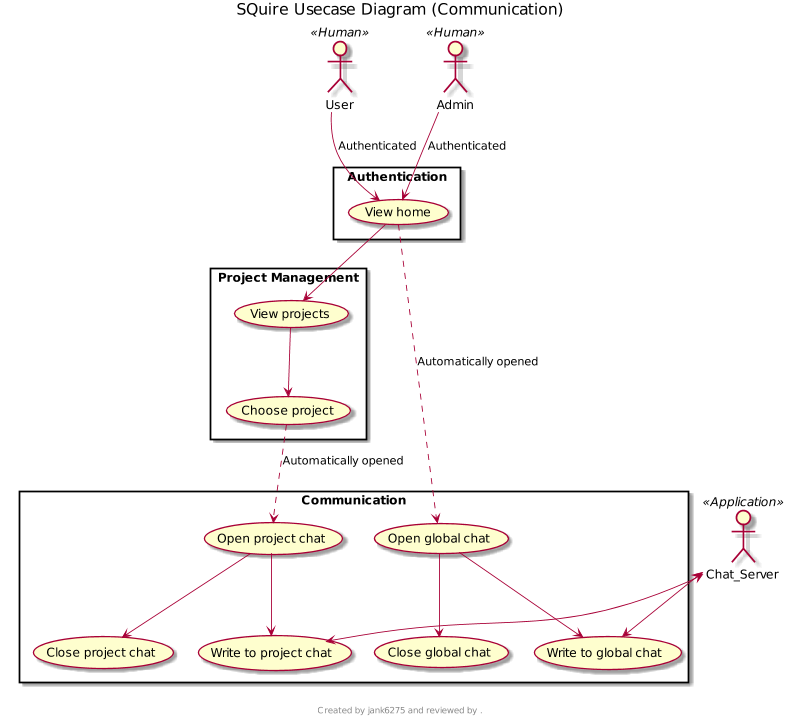 SQuire Usecase Diagram (Communication)
«Human» «Human»
User Admin
Authenticated Authenticated
Authentication
View home
Project Management
View projects
Automatically opened
Choose project
Automatically opened
Communication
«Application»
Open project chat Open global chat
Chat_Server
Close project chat Write to project chat Close global chat Write to global chat
Created by jank6275 and reviewed by .